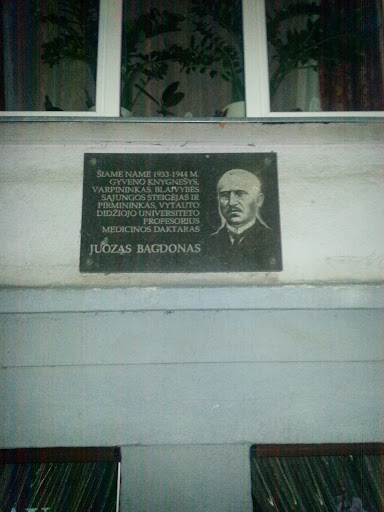 ŠIAME NAME 1933-1944 M.
GYVENO KNYGNEŠYS,
VARPININKAS, BLAIVYBĖS
SĄJUNGOS STEIGĖJAS IR
PIRMININKAS, VYTAUTO
DIDŽIOJO UNIVERSITETO
PROFESORIUS
MEDICINOS DAKTARAS
JUOZAS BAGDONAS